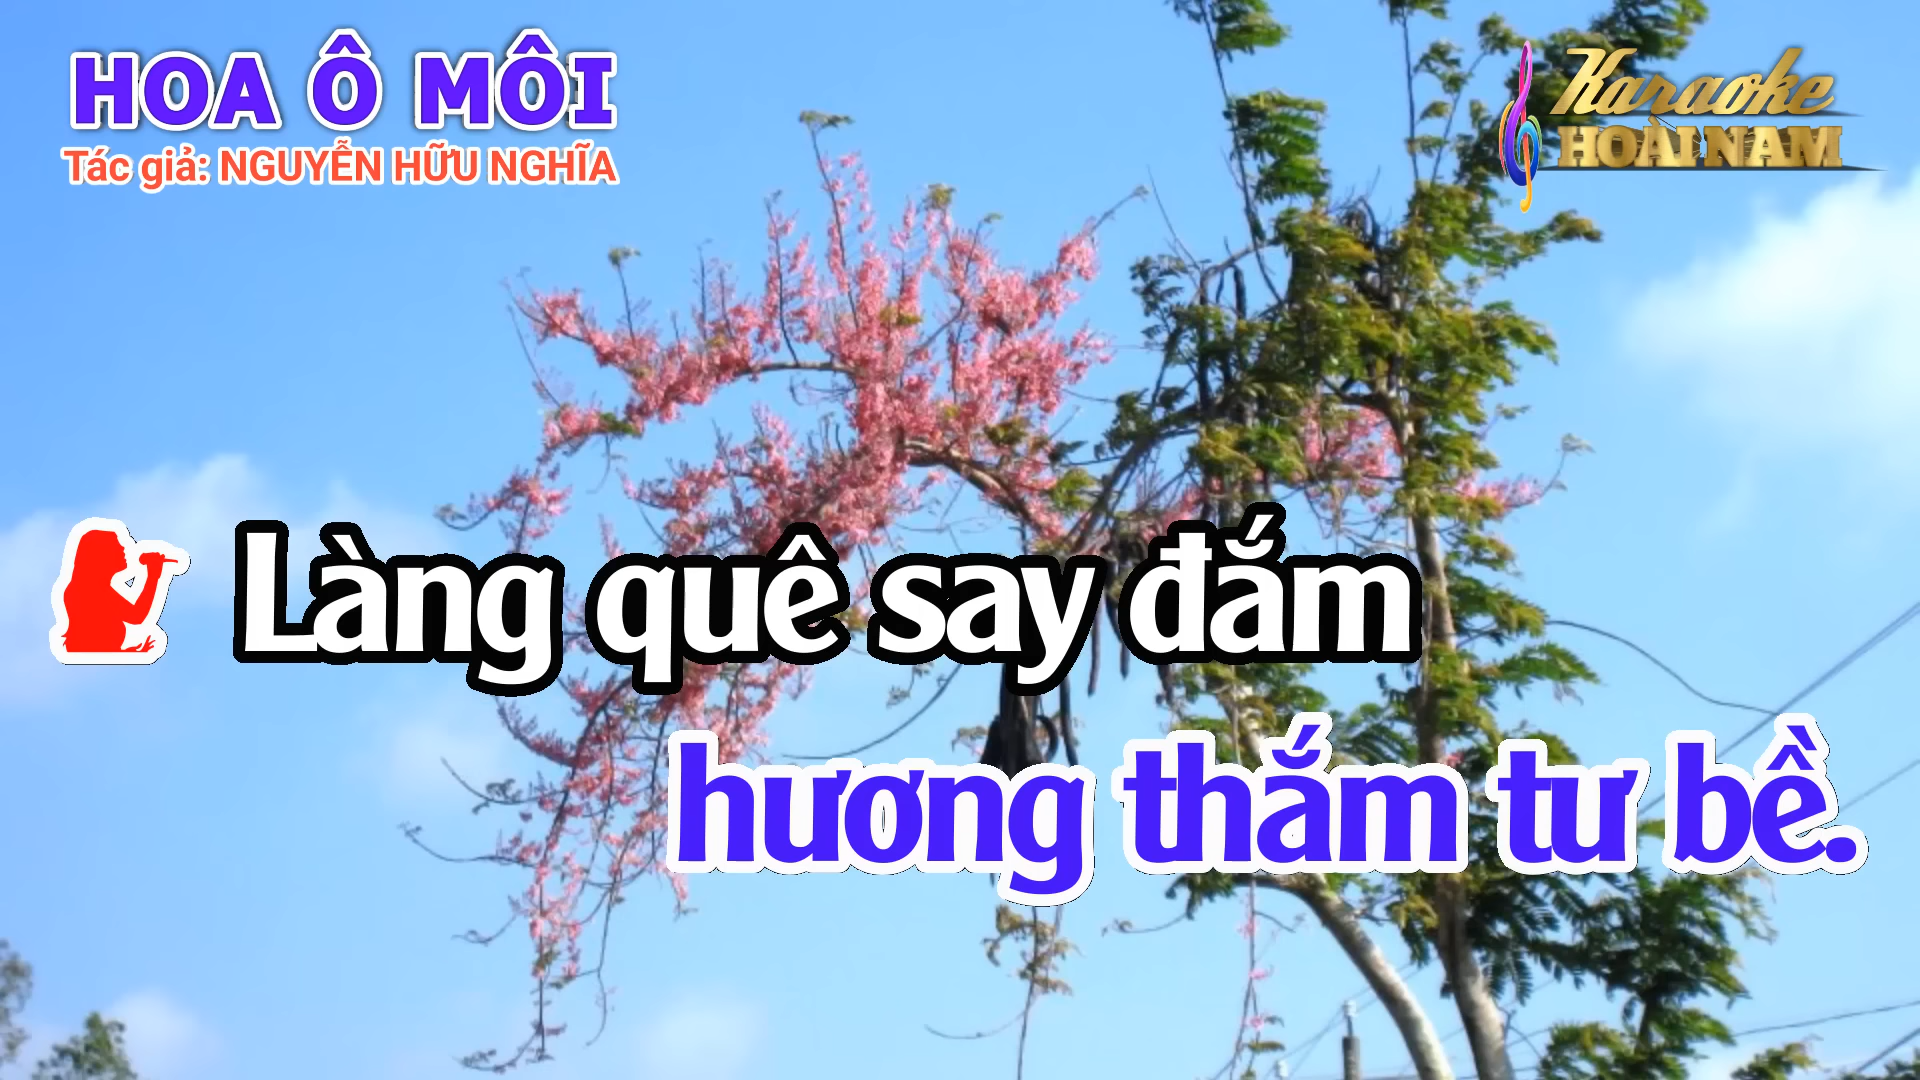 HOA Ô MÔI
Tác giả: NGUYỄN HỮU NGHĨA
Karaoke
HOÀI NAM
Làng quê say đắm
hương thắm tư bề.